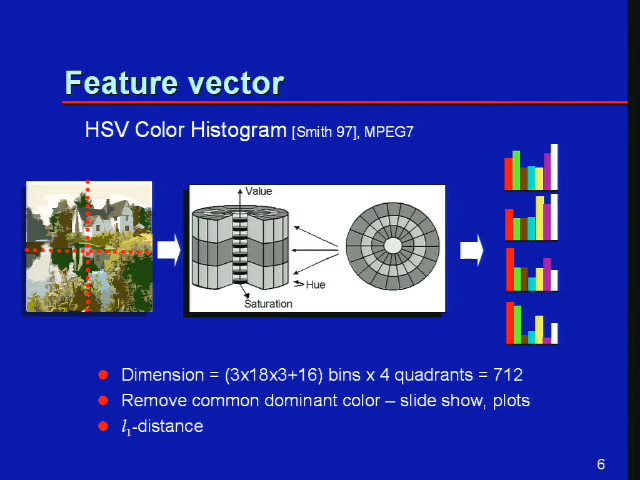 Feature vector
HSV Color Histogram [Smith 97], MPEG7
Value
Hue
Saturation
Dimension = (3x18x3+16) bins x 4 quadrants = 712
Remove common dominant color – slide show, plots
l1-distance
6